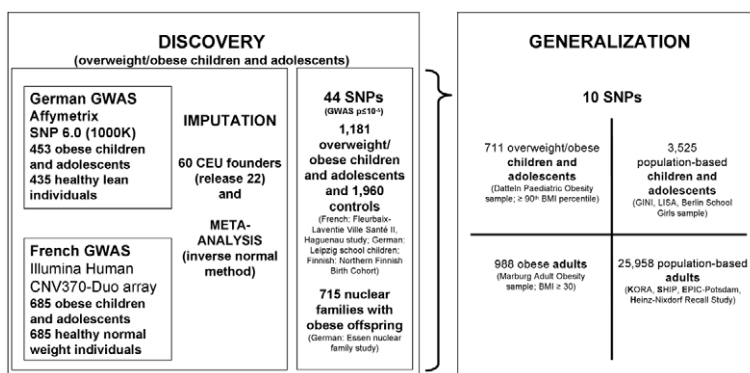 DISCOVERY
(overweight/obese children and adolescents)
German GWAS
Affymetrix
SNP 6.0 (1000K)
453 obese children
and adolescents
435 healthy lean
individuals
French GWAS
Illumina Human
CNV370-Duo array
685 obese children
and adolescents
685 healthy normal
weight individuals
IMPUTATION
60 CEU founders
(release 22)
and
META-
ANALYSIS
(inverse normal
method)
44 SNPs
(GWAS p≤10⁻⁵)
1,181
overweight/
obese children
and adolescents
and 1,960
controls
(French: Fleurbaix-
Laventie Ville Santé II,
Haguenau study; German:
Leipzig school children;
Finnish: Northern Finnish
Birth Cohort)
715 nuclear
families with
obese offspring
(German: Essen nuclear
family study)
GENERALIZATION
10 SNPs
711 overweight/obese
children and
adolescents
(Datteln Paediatric Obesity
sample; ≥ 90th BMI percentile)
3,525
population-based
children and
adolescents
(GINI, LISA, Berlin School
Girls sample)
988 obese adults
(Marburg Adult Obesity
sample; BMI ≥ 30)
25,958 population-based
adults
(KORA, SHIP, EPIC-Potsdam,
Heinz-Nixdorf Recall Study)